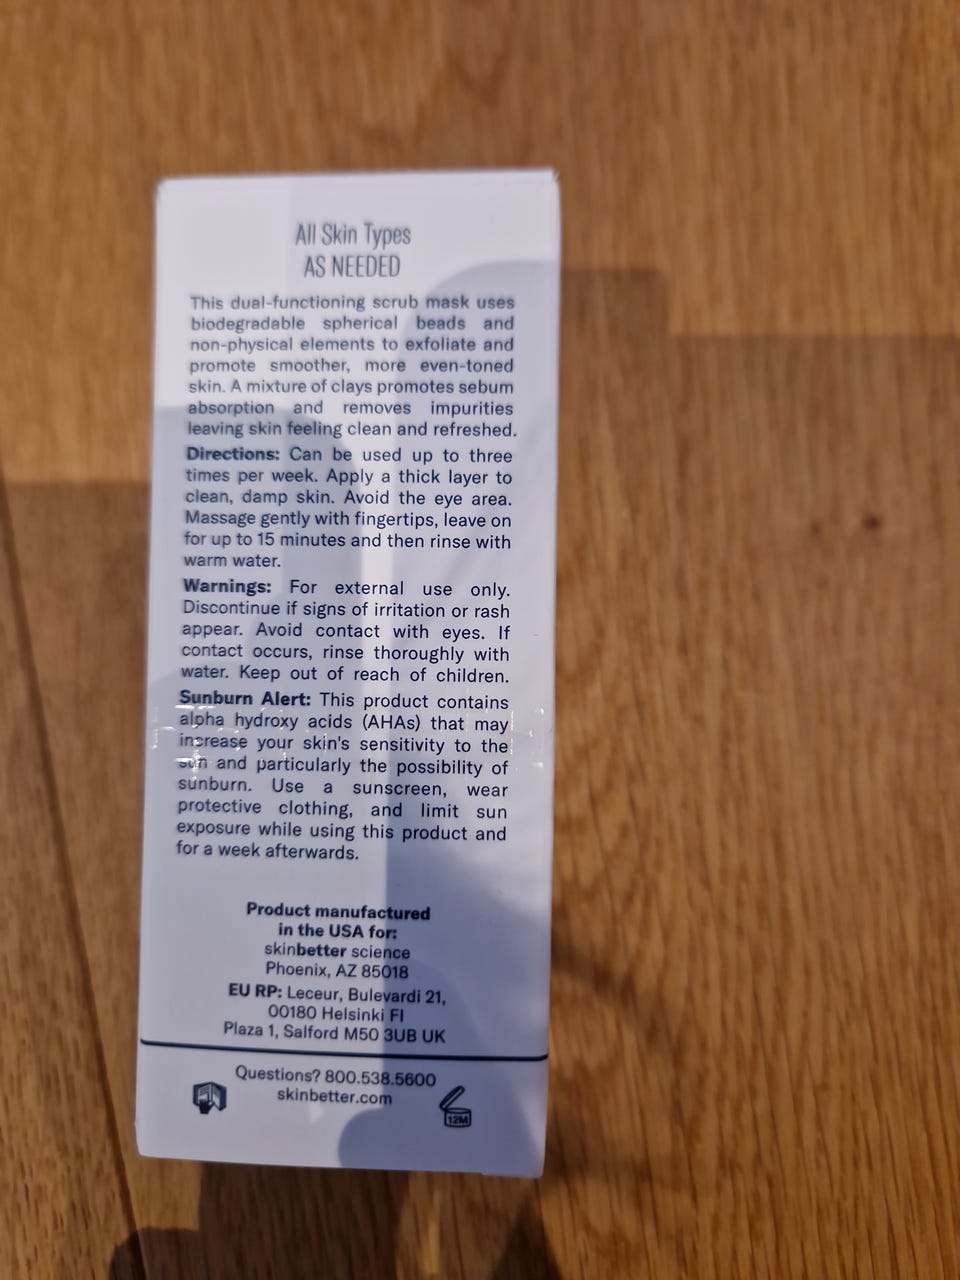 All Skin Types
AS NEEDED
This dual-functioning scrub mask uses
biodegradable spherical beads and
non-physical elements to exfoliate and
promote smoother, more even-toned
skin. A mixture of clays promotes sebum
absorption and removes impurities
leaving skin feeling clean and refreshed.
Directions: Can be used up to three
times per week. Apply a thick layer to
clean, damp skin. Avoid the eye area.
Massage gently with fingertips, leave on
for up to 15 minutes and then rinse with
warm water.
Warnings: For external use only.
Discontinue if signs of irritation or rash
appear. Avoid contact with eyes. If
contact occurs, rinse thoroughly with
water. Keep out of reach of children.
Sunburn Alert: This product contains
alpha hydroxy acids (AHAs) that may
increase your skin's sensitivity to the
sun and particularly the possibility of
sunburn. Use a sunscreen, wear
protective clothing, and limit sun
exposure while using this product and
for a week afterwards.
Product manufactured
in the USA for:
skinbetter science
Phoenix, AZ 85018
EU RP: Leceur, Bulevardi 21,
00180 Helsinki FI
Plaza 1, Salford M50 3UB UK
Questions? 800.538.5600
skinbetter.com
12M